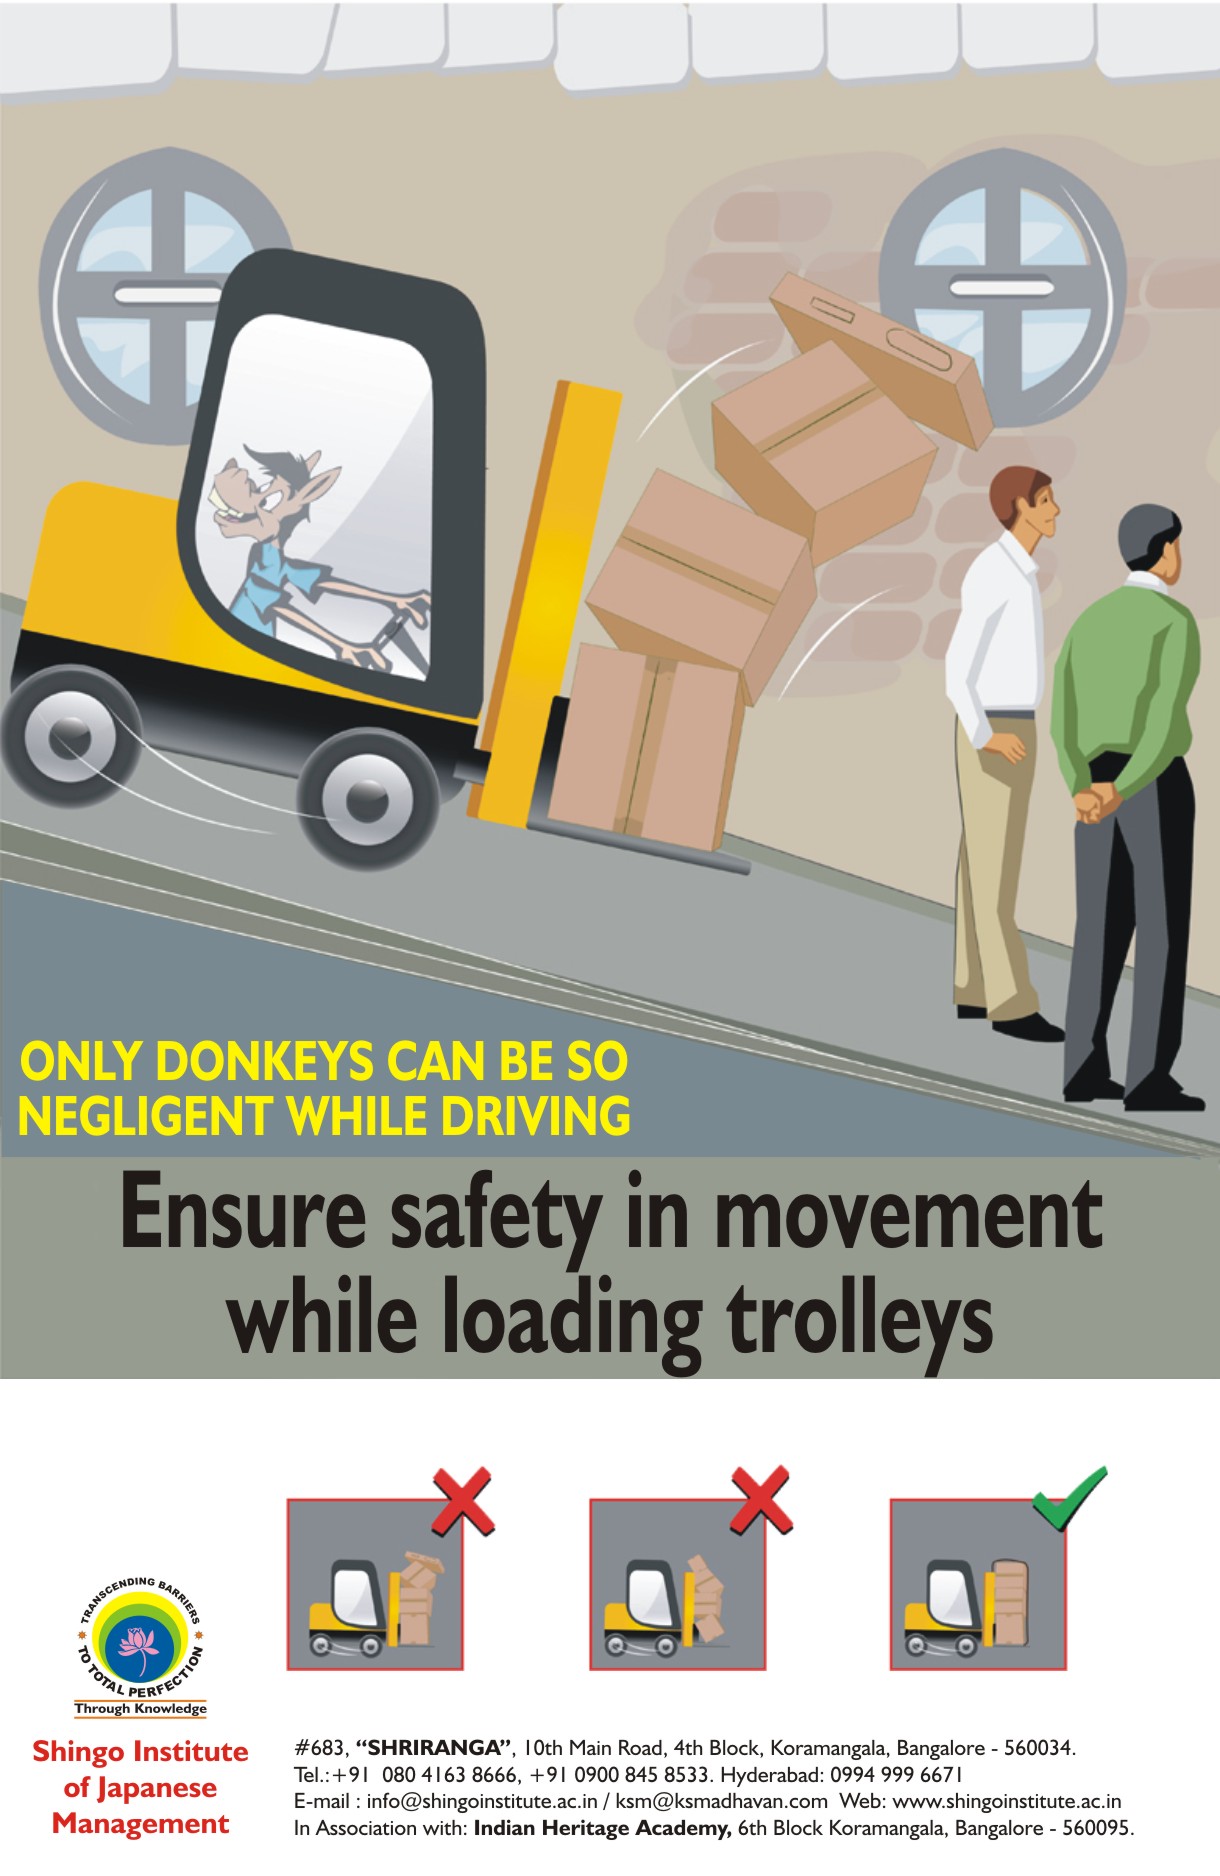 ONLY DONKEYS CAN BE SO
NEGLIGENT WHILE DRIVING
Ensure safety in movement
while loading trolleys
TRANSCENDING BARRIERS
TO TOTAL PERFECTION
Through Knowledge
Shingo Institute
of Japanese
Management
#683, “SHRIRANGA”, 10th Main Road, 4th Block, Koramangala, Bangalore - 560034.
Tel.:+91 080 4163 8666, +91 0900 845 8533. Hyderabad: 0994 999 6671
E-mail : info@shingoinstitute.ac.in / ksm@ksmadhavan.com Web: www.shingoinstitute.ac.in
In Association with: Indian Heritage Academy, 6th Block Koramangala, Bangalore - 560095.